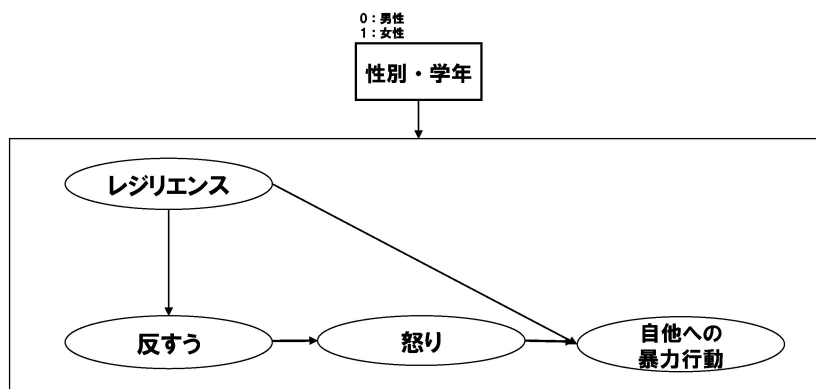 0：男性
1：女性
性別・学年
レジリエンス
反すう
怒り
自他への
暴力行動